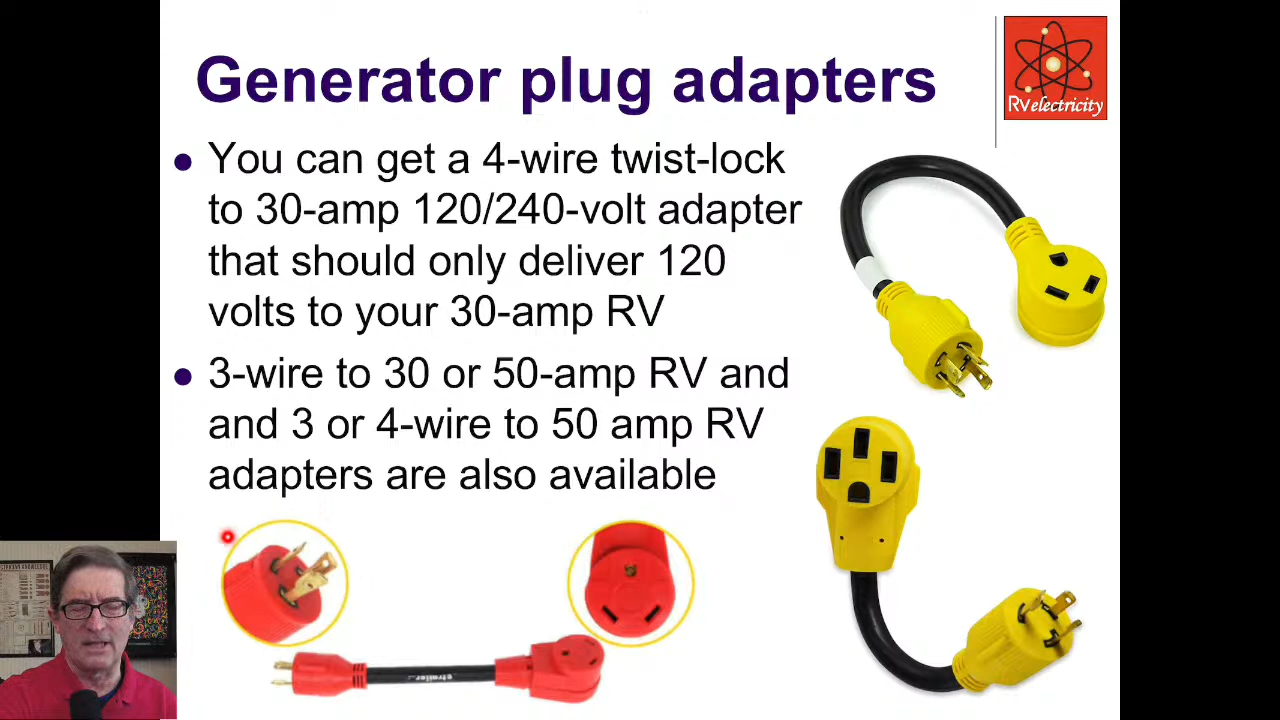 Generator plug adapters
RVelectricity
You can get a 4-wire twist-lock
to 30-amp 120/240-volt adapter
that should only deliver 120
volts to your 30-amp RV
3-wire to 30 or 50-amp RV and
and 3 or 4-wire to 50 amp RV
adapters are also available
etrailer